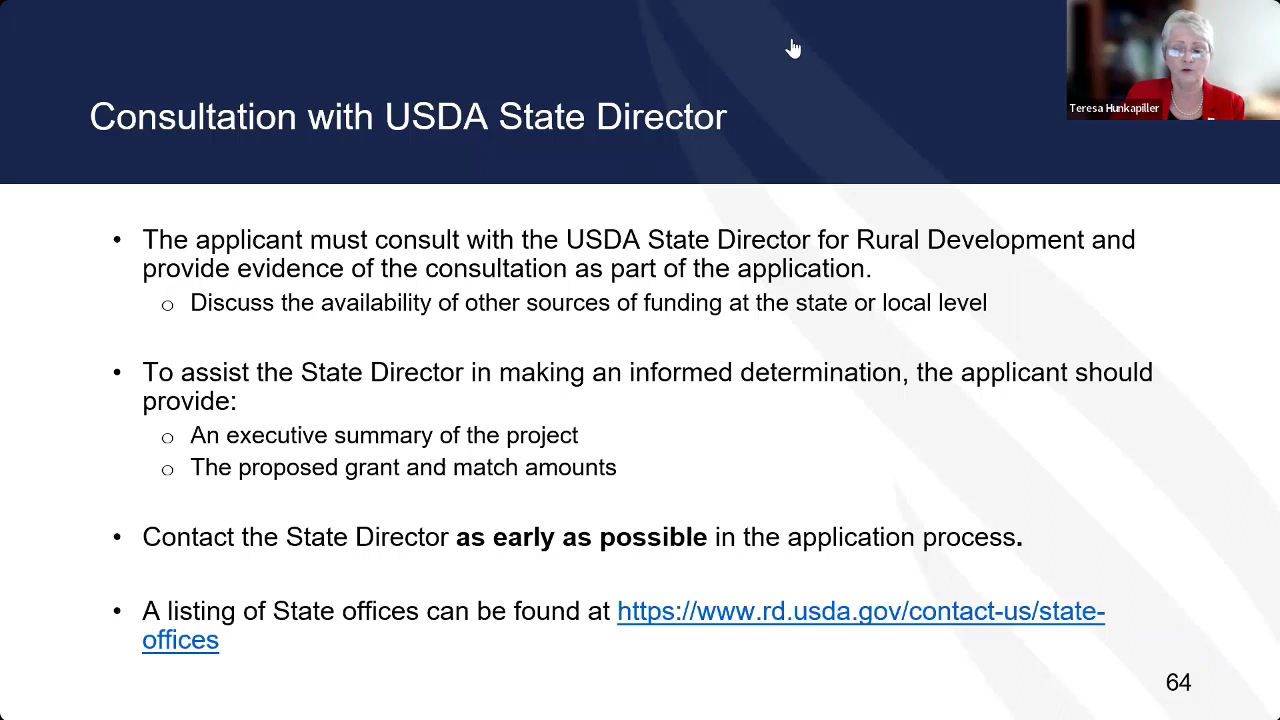 Teresa Hunkapiller
Consultation with USDA State Director
• The applicant must consult with the USDA State Director for Rural Development and
provide evidence of the consultation as part of the application.
o Discuss the availability of other sources of funding at the state or local level
• To assist the State Director in making an informed determination, the applicant should
provide:
o An executive summary of the project
o The proposed grant and match amounts
• Contact the State Director as early as possible in the application process.
• A listing of State offices can be found at https://www.rd.usda.gov/contact-us/state-
offices
64